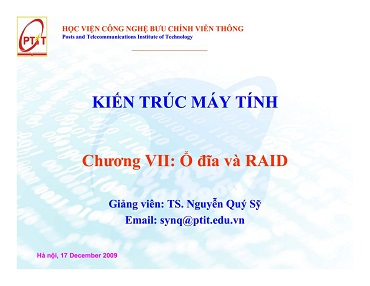 PTIT
HỌC VIỆN CÔNG NGHỆ BƯU CHÍNH VIỄN THÔNG
Posts and Telecommunications Institute of Technology
KIẾN TRÚC MÁY TÍNH
Chương VII: Ổ đĩa và RAID
Giảng viên: TS. Nguyễn Quý Sỹ
Email: synq@ptit.edu.vn
Hà nội, 17 December 2009